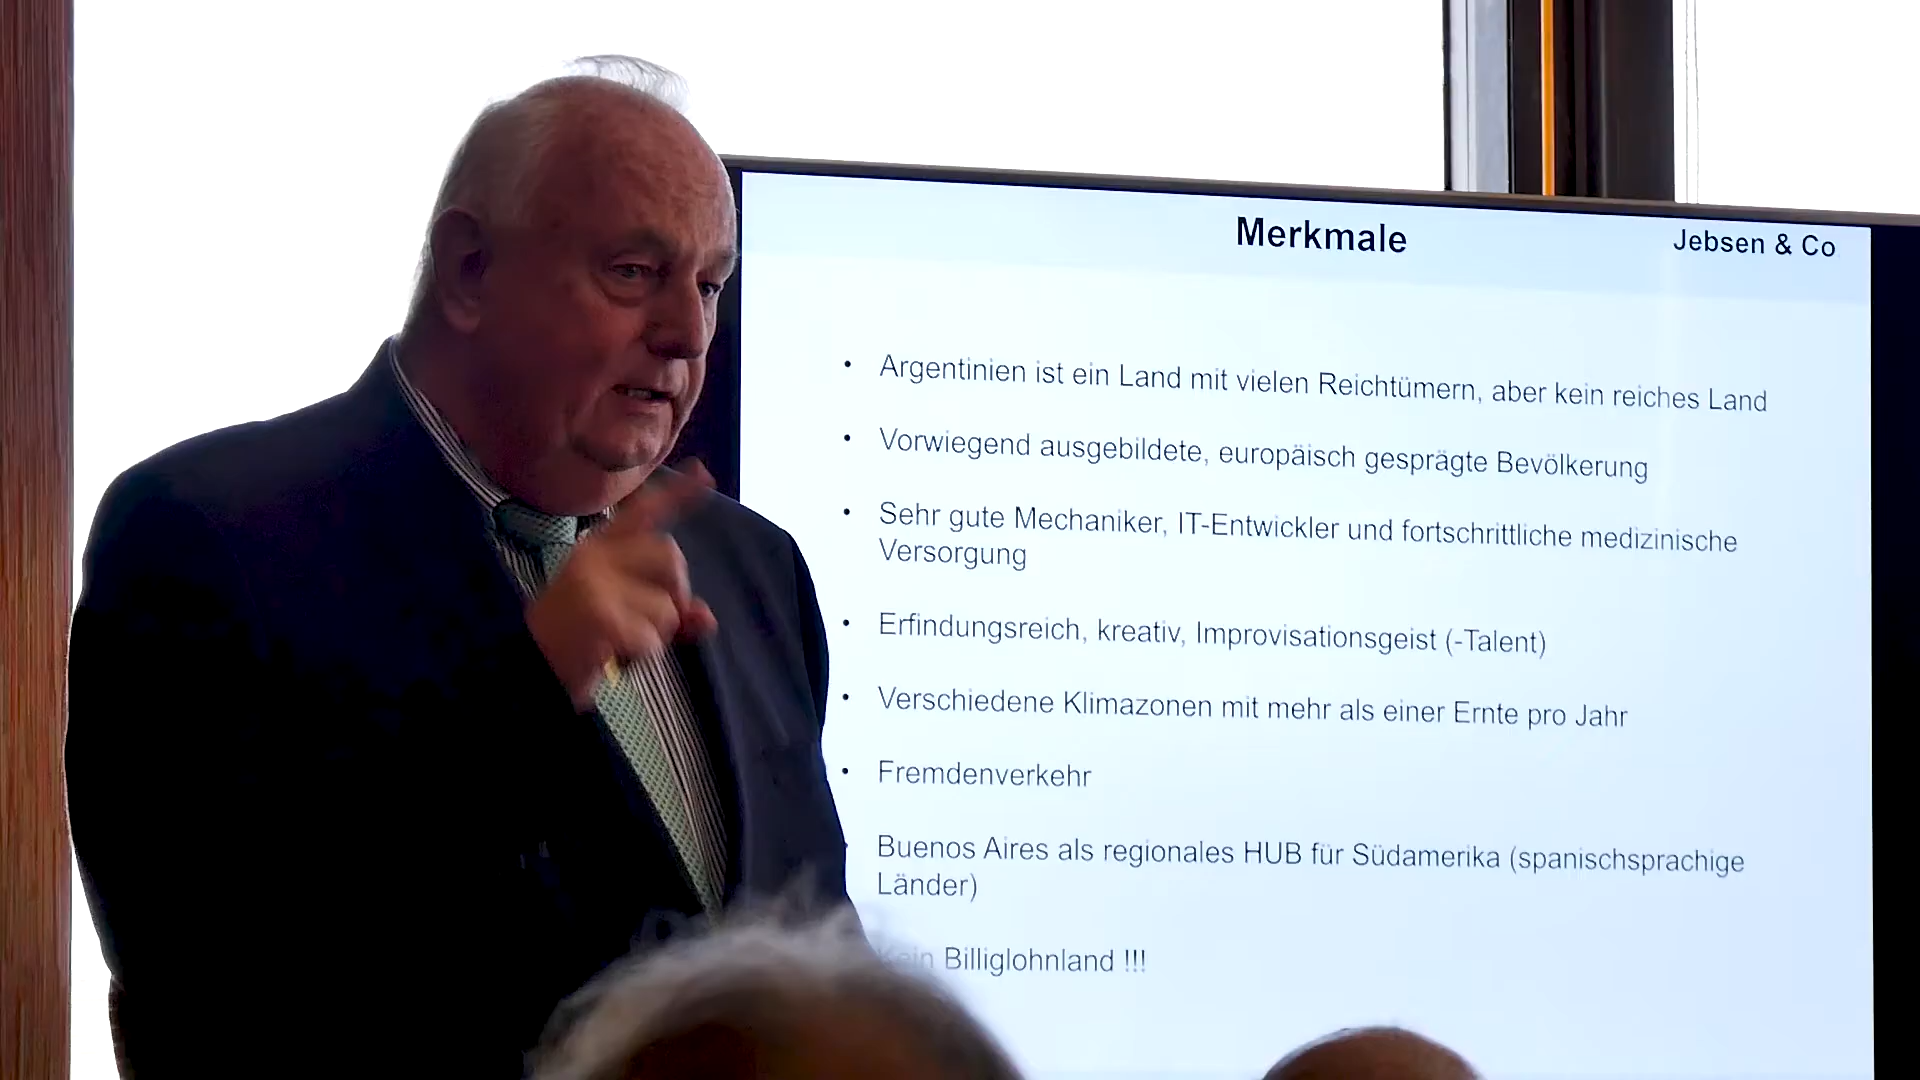 Merkmale
Jebsen & Co
• Argentinien ist ein Land mit vielen Reichtümern, aber kein reiches Land
• Vorwiegend ausgebildete, europäisch gesprägte Bevölkerung
• Sehr gute Mechaniker, IT-Entwickler und fortschrittliche medizinische
Versorgung
• Erfindungsreich, kreativ, Improvisationsgeist (-Talent)
• Verschiedene Klimazonen mit mehr als einer Ernte pro Jahr
• Fremdenverkehr
Buenos Aires als regionales HUB für Südamerika (spanischsprachige
Länder)
Kein Billiglohnland !!!